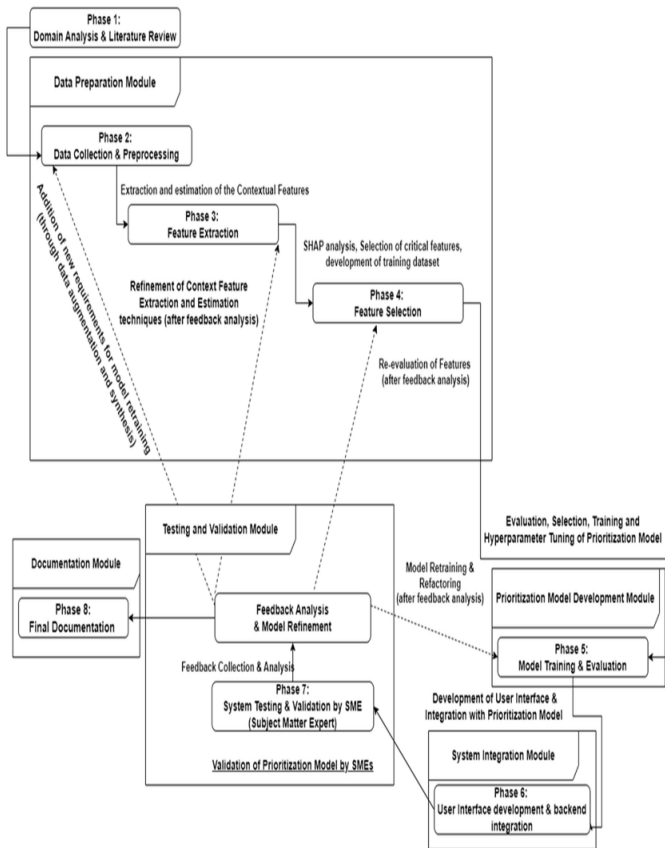 Phase 1:
Domain Analysis & Literature Review
Data Preparation Module
Phase 2:
Data Collection & Preprocessing
Extraction and estimation of the Contextual Features
Phase 3:
Feature Extraction
SHAP analysis, Selection of critical features,
development of training dataset
Phase 4:
Feature Selection
Addition of new requirements for model retraining
(through data augmentation and synthesis)
Refinement of Context Feature
Extraction and Estimation
techniques (after feedback analysis)
Re-evaluation of Features
(after feedback analysis)
Evaluation, Selection, Training and
Hyperparameter Tuning of Prioritization Model
Testing and Validation Module
Documentation Module
Phase 8:
Final Documentation
Feedback Analysis
& Model Refinement
Model Retraining &
Refactoring
(after feedback analysis)
Prioritization Model Development Module
Phase 5:
Model Training & Evaluation
Feedback Collection & Analysis
Phase 7:
System Testing & Validation by SME
(Subject Matter Expert)
Validation of Prioritization Model by SMEs
Development of User Interface &
Integration with Prioritization Model
System Integration Module
Phase 6:
User Interface development & backend
integration